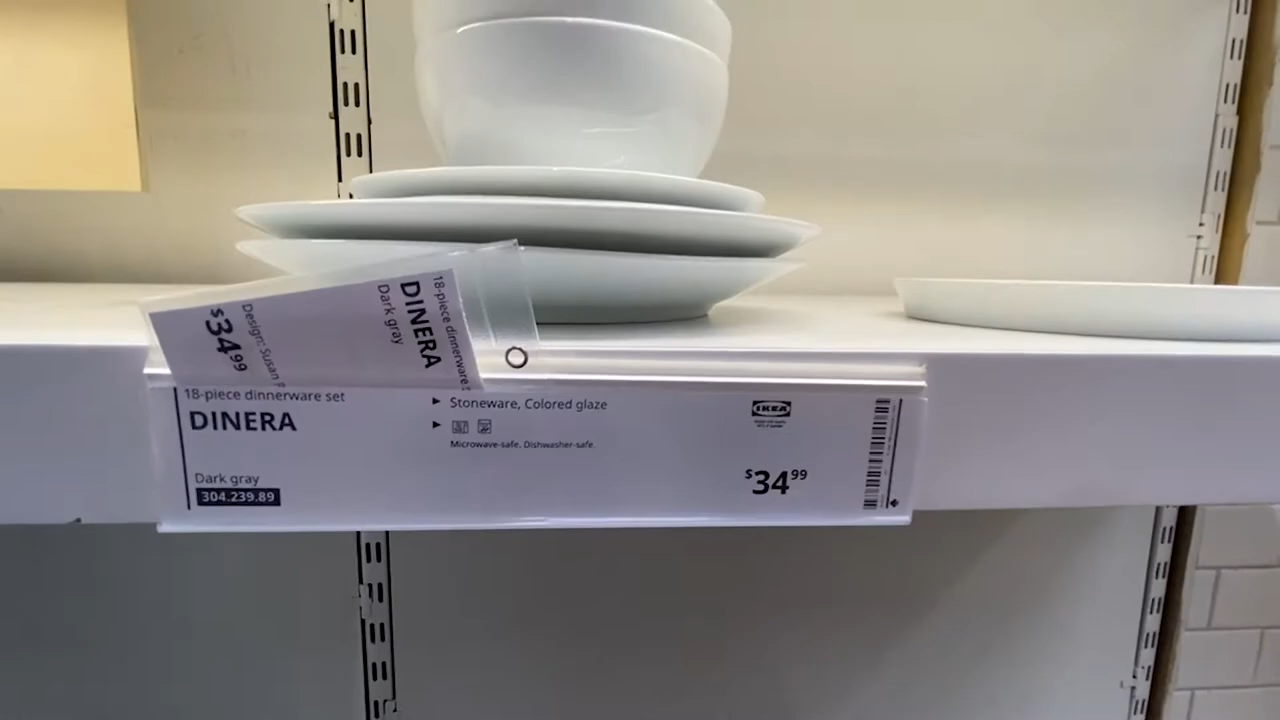 18-piece dinnerware
DINERA
Dark gray
Design: Susan
$34.99
18-piece dinnerware set
DINERA
Dark gray
304.239.89
Stoneware, Colored glaze
Microwave-safe. Dishwasher-safe.
IKEA
$34.99